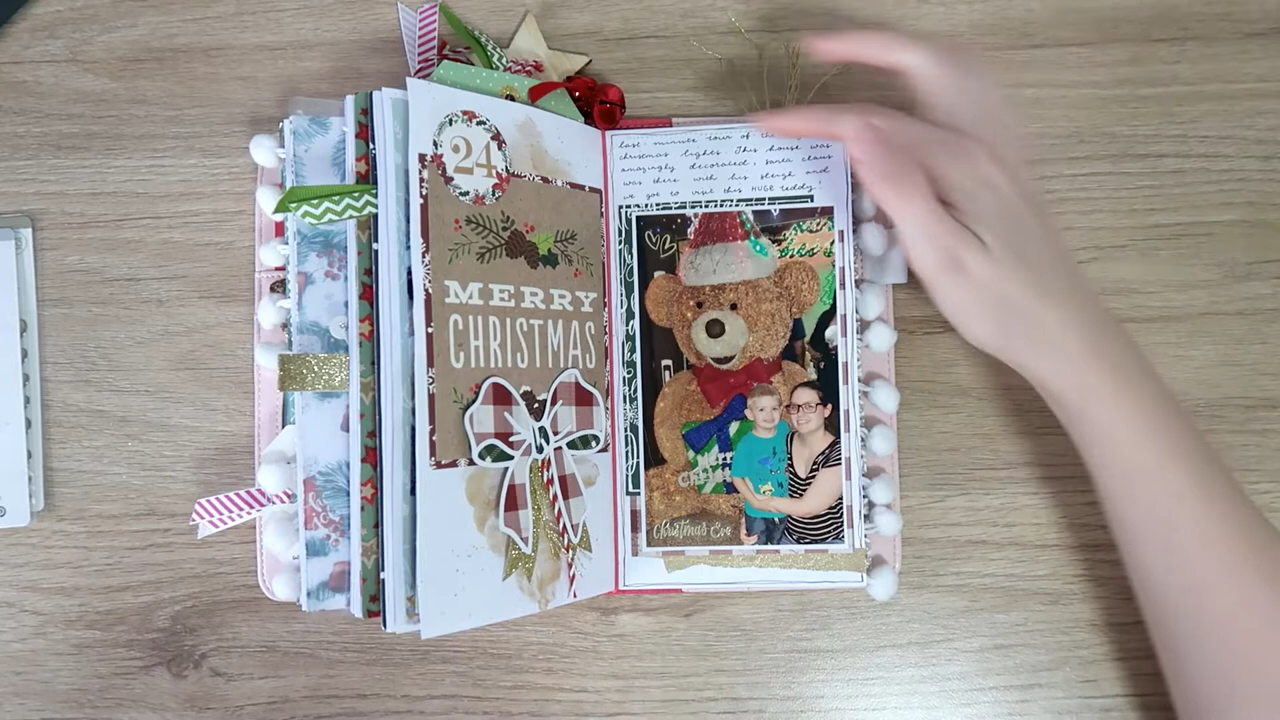 24
MERRY
CHRISTMAS
last minute tour of the
christmas lights This house was
amazingly decorated, santa claus
was there with his sleigh and
we got to visit this HUGE teddy!
Christmas Eve